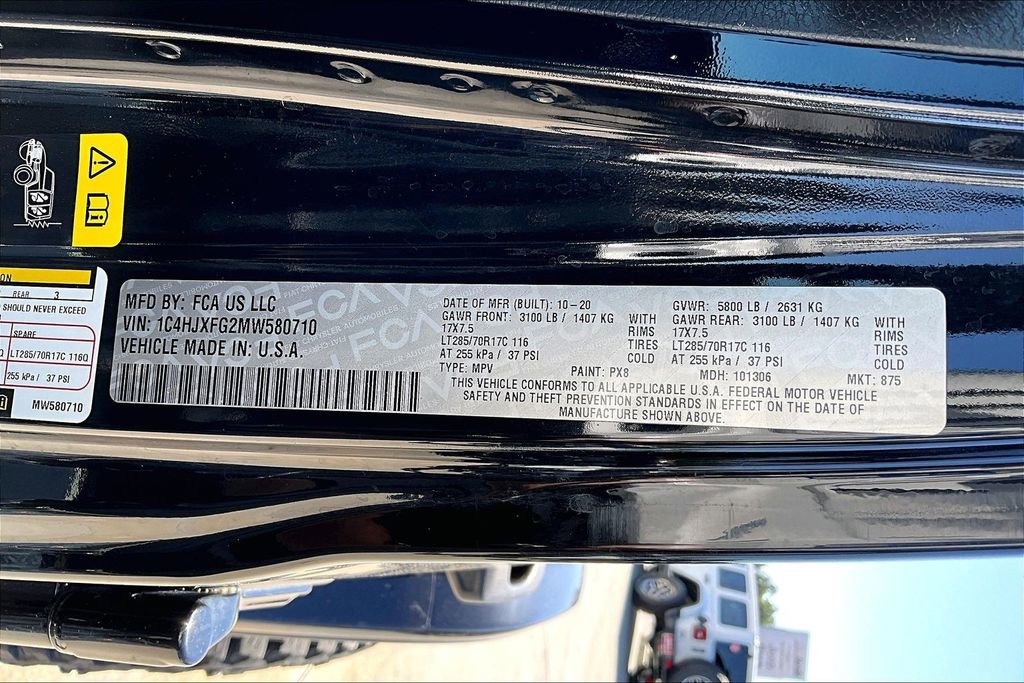 ON
REAR 3
SHOULD NEVER EXCEED
SPARE
LT285/70R17C 116Q
255 kPa / 37 PSI
MW580710
MFD BY: FCA US LLC
VIN: 1C4HJXFG2MW580710
VEHICLE MADE IN: U.S.A.
DATE OF MFR (BUILT): 10-20
GAWR FRONT: 3100 LB / 1407 KG WITH
17X7.5 RIMS
LT285/70R17C 116 TIRES
AT 255 kPa / 37 PSI COLD
TYPE: MPV PAINT: PX8
GVWR: 5800 LB / 2631 KG
GAWR REAR: 3100 LB / 1407 KG WITH
17X7.5 RIMS
LT285/70R17C 116 TIRES
AT 255 kPa / 37 PSI COLD
MDH: 101306 MKT: 875
THIS VEHICLE CONFORMS TO ALL APPLICABLE U.S.A. FEDERAL MOTOR VEHICLE
SAFETY AND THEFT PREVENTION STANDARDS IN EFFECT ON THE DATE OF
MANUFACTURE SHOWN ABOVE.